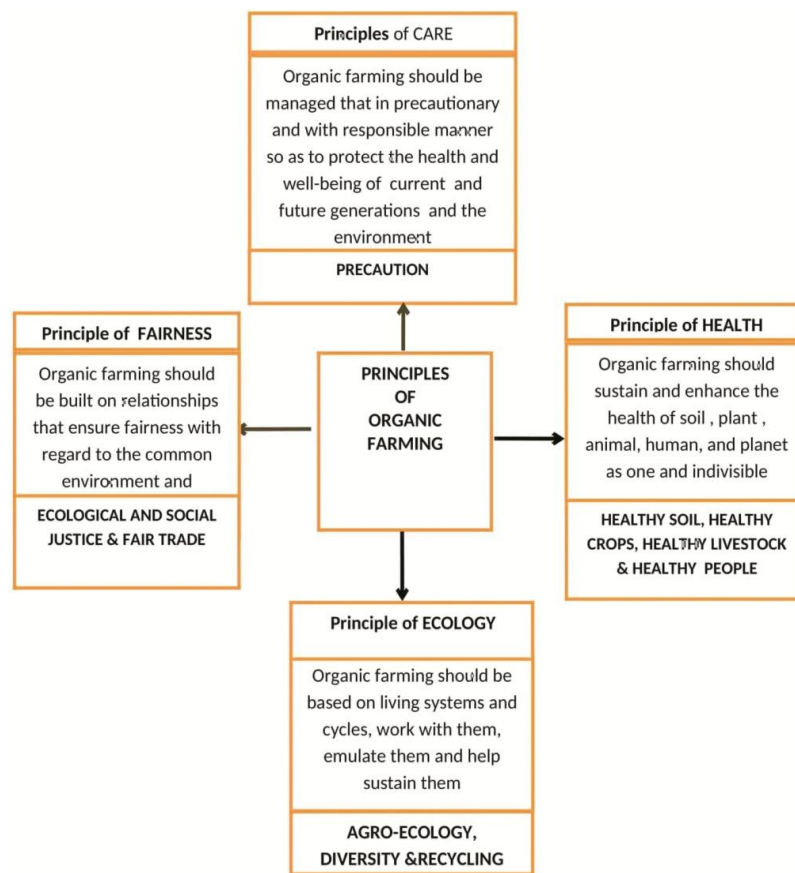 Principles of CARE
Organic farming should be
managed that in precautionary
and with responsible manner
so as to protect the health and
well-being of current and
future generations and the
environment
PRECAUTION
Principle of FAIRNESS
Organic farming should
be built on relationships
that ensure fairness with
regard to the common
environment and
ECOLOGICAL AND SOCIAL
JUSTICE & FAIR TRADE
PRINCIPLES
OF
ORGANIC
FARMING
Principle of HEALTH
Organic farming should
sustain and enhance the
health of soil , plant ,
animal, human, and planet
as one and indivisible
HEALTHY SOIL, HEALTHY
CROPS, HEALTHY LIVESTOCK
& HEALTHY PEOPLE
Principle of ECOLOGY
Organic farming should be
based on living systems and
cycles, work with them,
emulate them and help
sustain them
AGRO-ECOLOGY,
DIVERSITY &RECYCLING